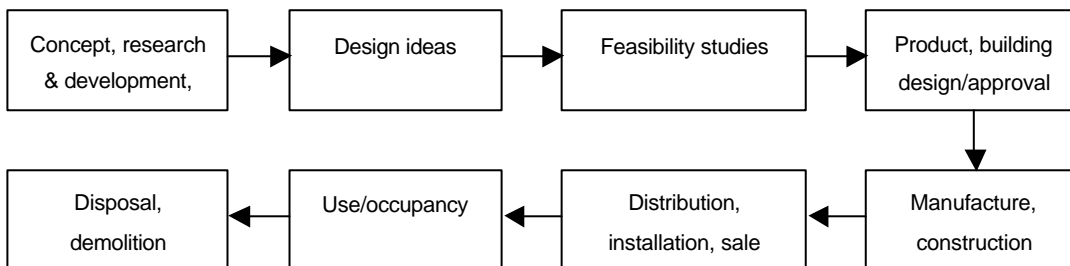 Concept, research
& development,
Design ideas
Feasibility studies
Product, building
design/approval
Disposal,
demolition
Use/occupancy
Distribution,
installation, sale
Manufacture,
construction